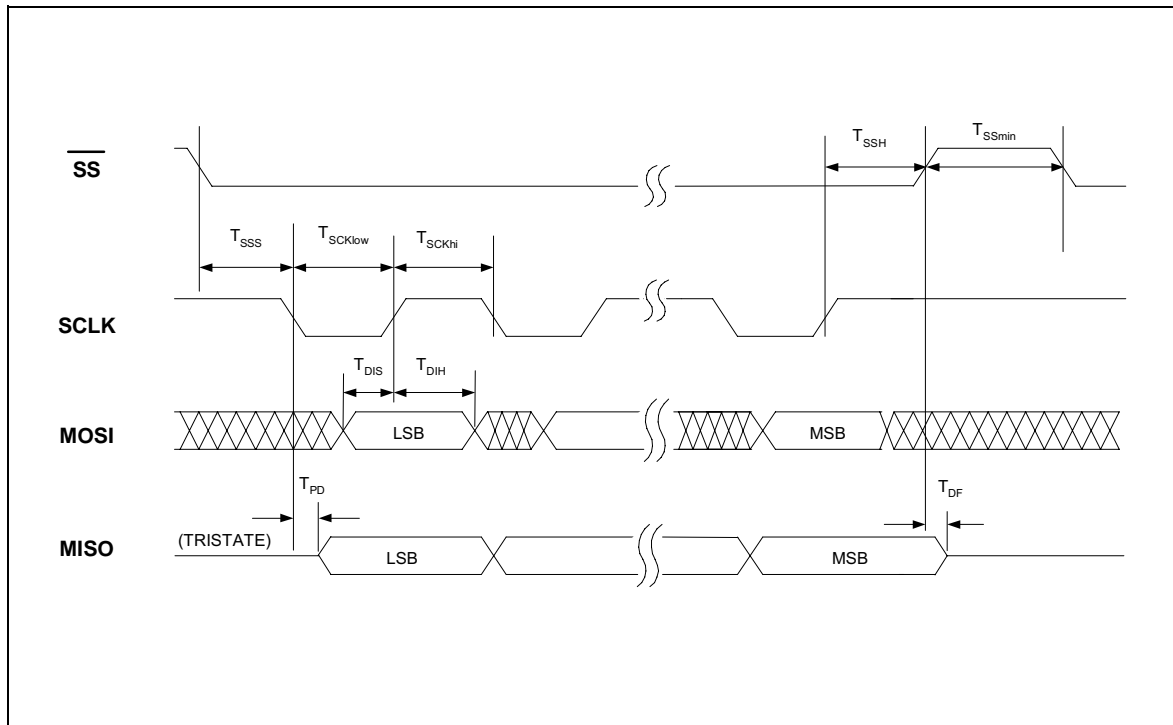 T_SSH
T_SSmin
SS
T_SSS
T_SCKlow
T_SCKhi
SCLK
T_DIS
T_DIH
MOSI
LSB
MSB
T_PD
T_DF
MISO
(TRISTATE)
LSB
MSB